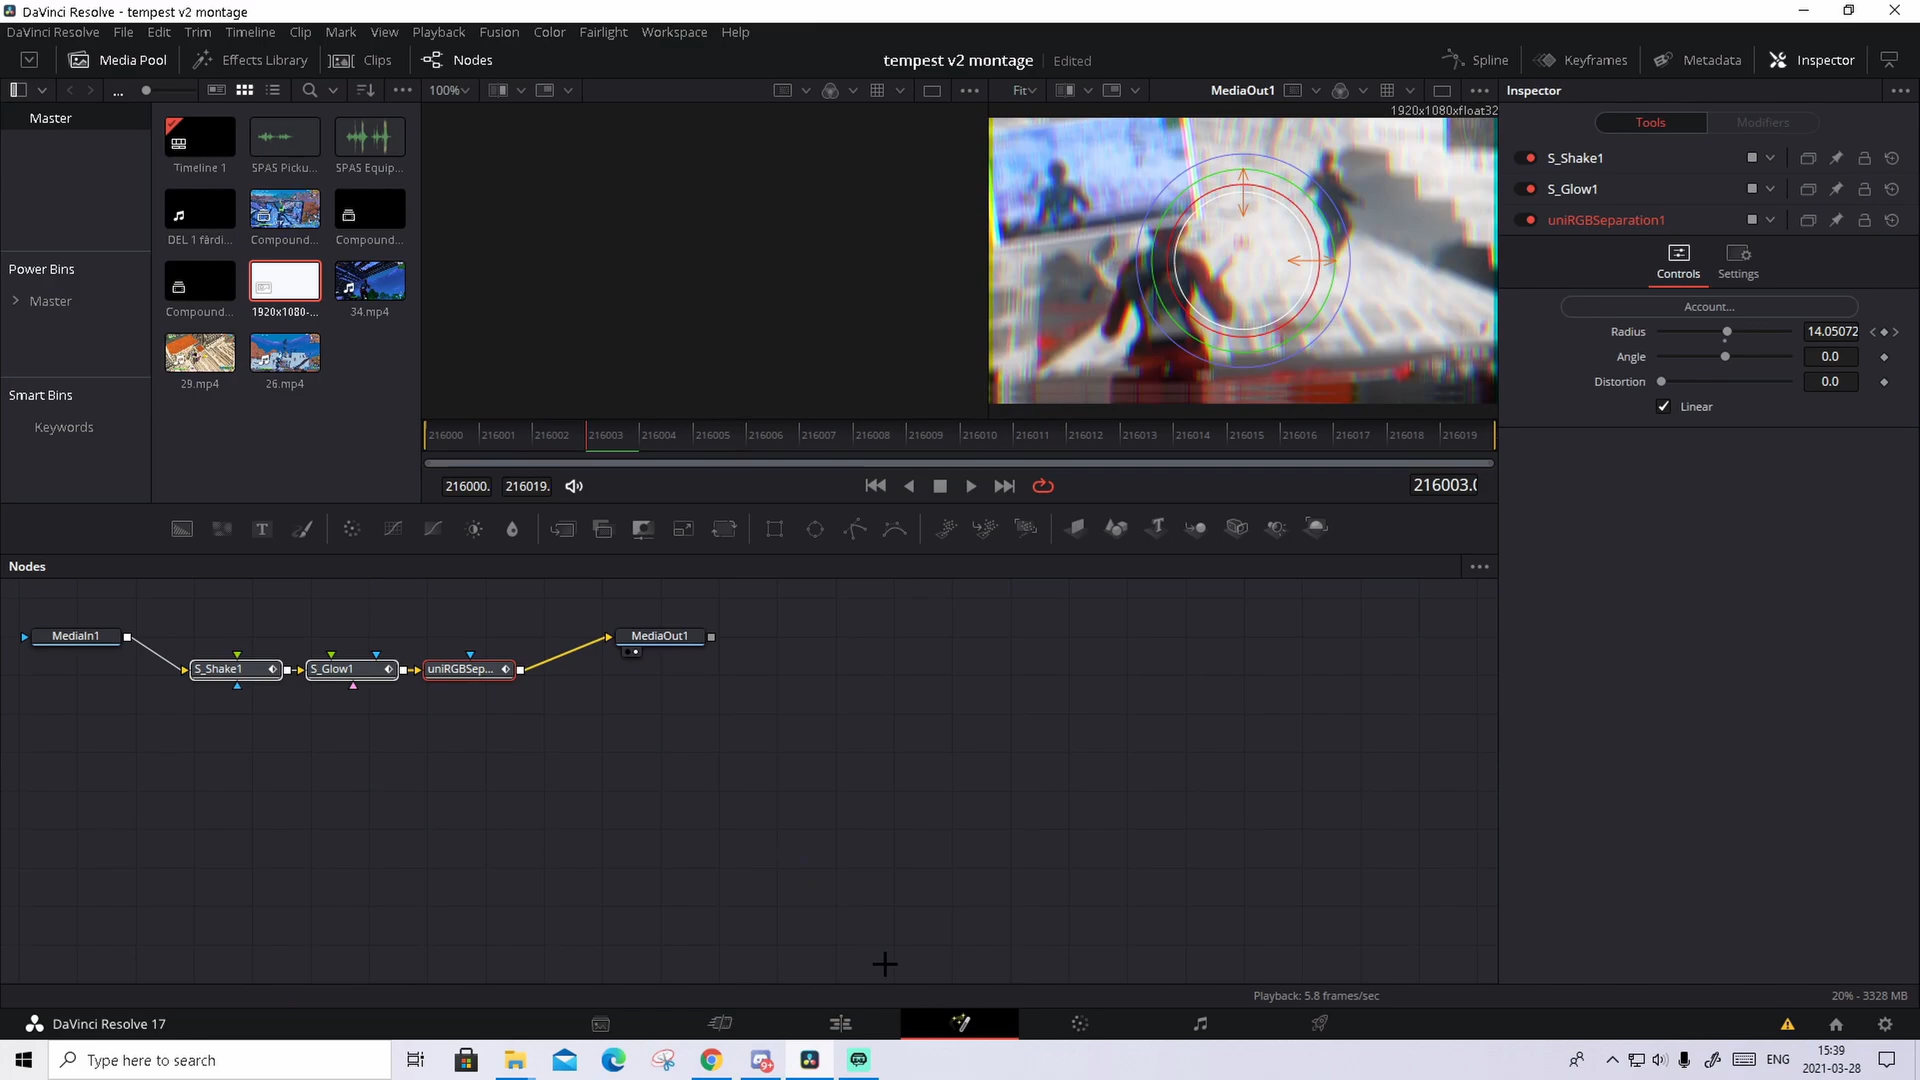 DaVinci Resolve - tempest v2 montage
DaVinci Resolve File Edit Trim Timeline Clip Mark View Playback Fusion Color Fairlight Workspace Help
Media Pool Effects Library Clips Nodes tempest v2 montage Edited Spline Keyframes Metadata Inspector
... 100% Fit MediaOut1 Inspector
1920x1080xfloat32
Master
Tools Modifiers
Timeline 1 SPAS Picku... SPAS Equip...
S_Shake1
S_Glow1
uniRGBSeparation1
DEL 1 färdi... Compound... Compound...
Power Bins
Master
Controls Settings
Compound... 1920x1080-... 34.mp4
Account...
Radius 14.05072
Angle 0.0
Distortion 0.0
Linear
29.mp4 26.mp4
Smart Bins
Keywords
216000 216001 216002 216003 216004 216005 216006 216007 216008 216009 216010 216011 216012 216013 216014 216015 216016 216017 216018 216019
216000. 216019. 216003.0
T
Nodes
MediaIn1 MediaOut1
S_Shake1 S_Glow1 uniRGBSep...
Playback: 5.8 frames/sec 20% - 3328 MB
DaVinci Resolve 17
Type here to search
9+
ENG
15:39
2021-03-28